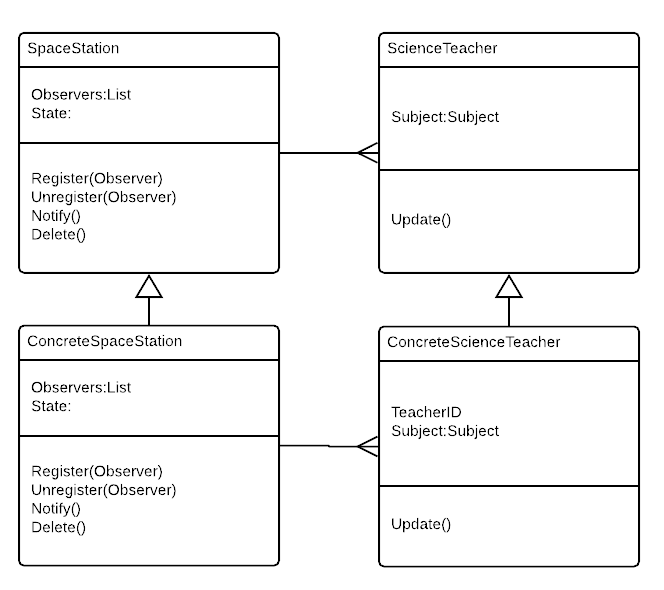 SpaceStation
Observers:List
State:
Register(Observer)
Unregister(Observer)
Notify()
Delete()
ScienceTeacher
Subject:Subject
Update()
ConcreteSpaceStation
Observers:List
State:
Register(Observer)
Unregister(Observer)
Notify()
Delete()
ConcreteScienceTeacher
TeacherID
Subject:Subject
Update()